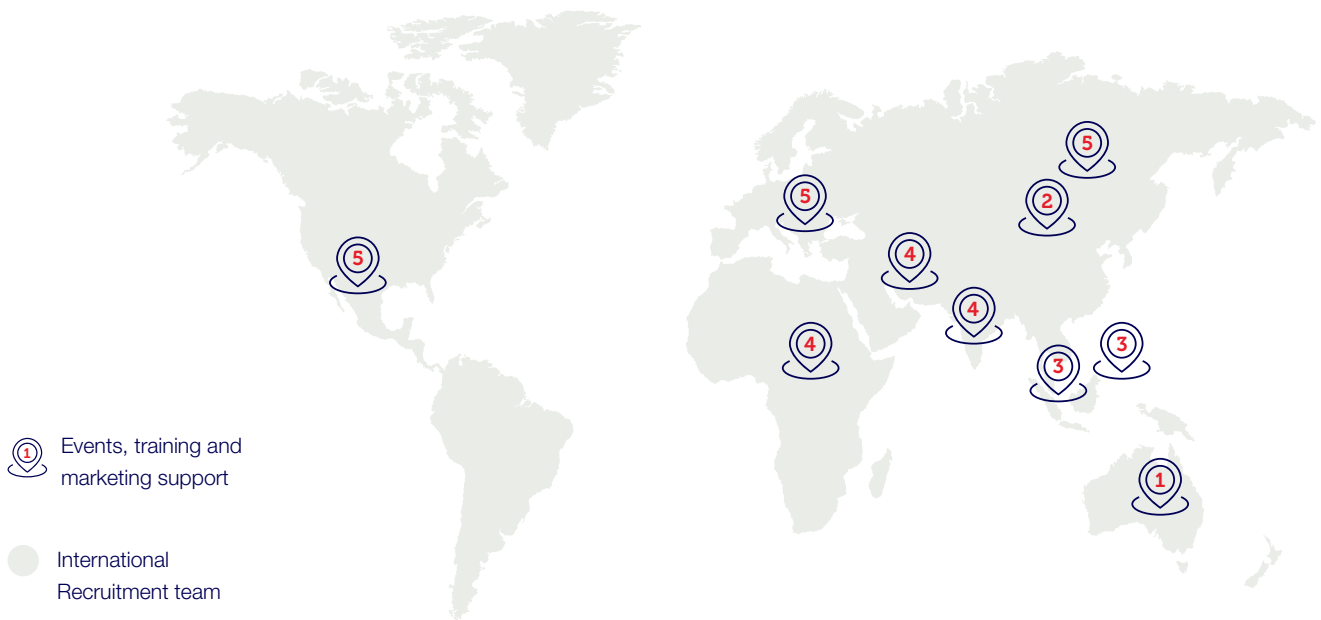 5
5
2
5
4
4
4
3
3
1
Events, training and
marketing support
1
International
Recruitment team